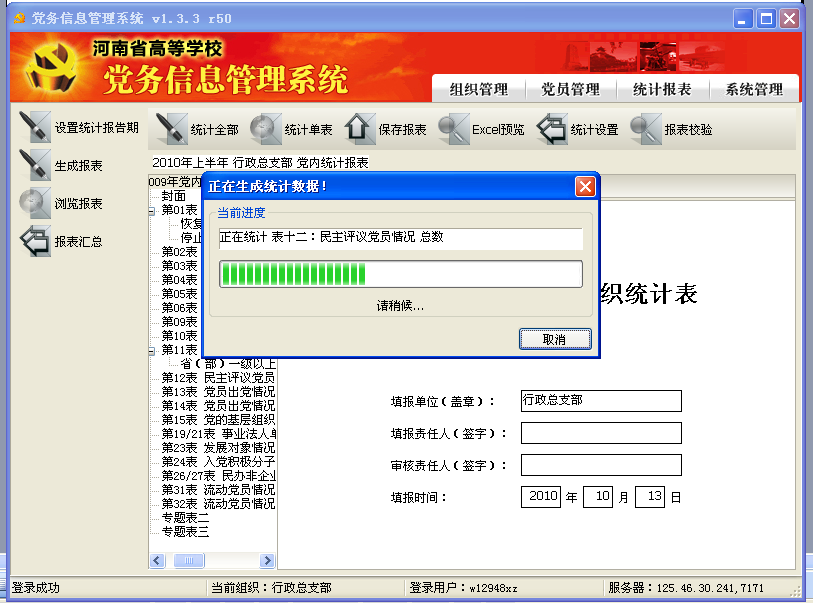 党务信息管理系统 v1.3.3 r50
河南省高等学校
党务信息管理系统
组织管理 党员管理 统计报表 系统管理
设置统计报告期
生成报表
浏览报表
报表汇总
统计全部 统计单表 保存报表 Excel预览 统计设置 报表校验
2010年上半年 行政总支部 党内统计报表
009年党内
封面
第01表
恢复
停止
第02表
第03表
第04表
第05表
第06表
第09表
第10表
第11表
省（部）一级以上
第12表 民主评议党员
第13表 党员出党情况
第14表 党员出党情况
第15表 党的基层组织
第19/21表 事业法人单
第23表 发展对象情况
第24表 入党积极分子
第26/27表 民办非企业
第31表 流动党员情况
第32表 流动党员情况
专题表二
专题表三
正在生成统计数据！
当前进度
正在统计 表十二：民主评议党员情况 总数
请稍候...
取消
织统计表
填报单位（盖章）： 行政总支部
填报责任人（签字）：
审核责任人（签字）：
填报时间： 2010 年 10 月 13 日
登录成功 当前组织：行政总支部 登录用户：w12948xz 服务器：125.46.30.241,7171